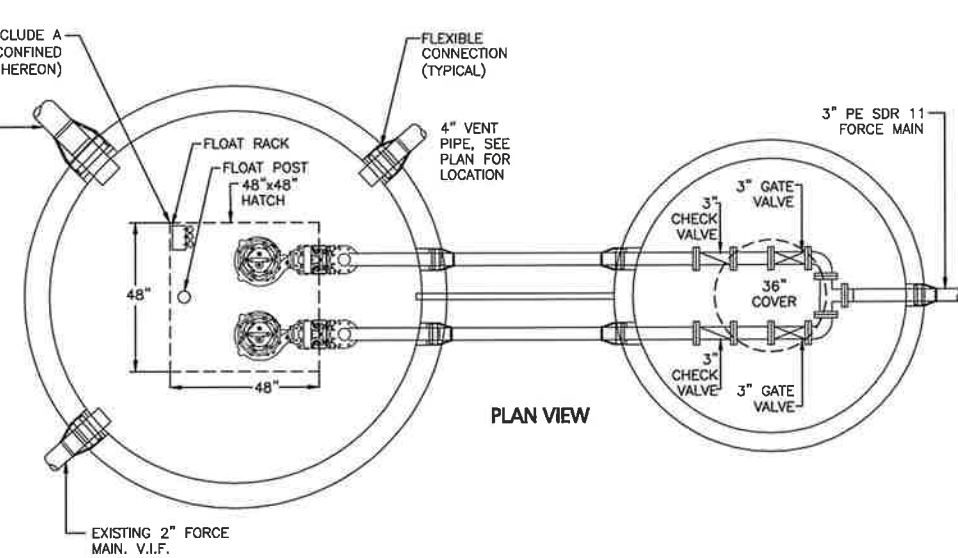 CLUDE A
CONFINED
HEREON)
FLEXIBLE
CONNECTION
(TYPICAL)
4" VENT
PIPE, SEE
PLAN FOR
LOCATION
FLOAT RACK
FLOAT POST
48"x48"
HATCH
48"
48"
3" PE SDR 11
FORCE MAIN
3"
CHECK
VALVE
3" GATE
VALVE
36"
COVER
3"
CHECK
VALVE
3" GATE
VALVE
PLAN VIEW
EXISTING 2" FORCE
MAIN, V.I.F.